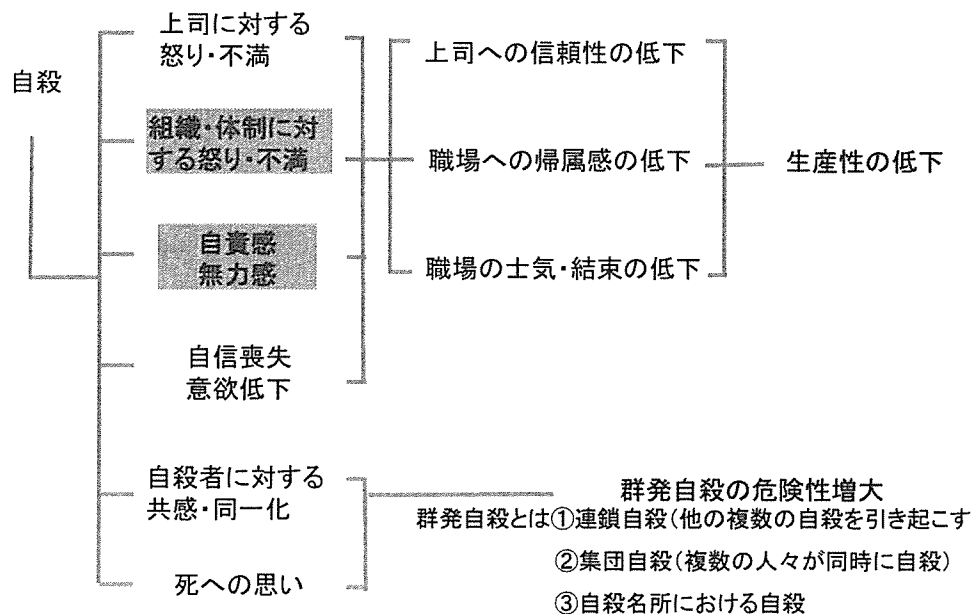 自殺
上司に対する
怒り・不満
組織・体制に対
する怒り・不満
自責感
無力感
自信喪失
意欲低下
自殺者に対する
共感・同一化
死への思い
上司への信頼性の低下
職場への帰属感の低下
職場の士気・結束の低下
生産性の低下
群発自殺の危険性増大
群発自殺とは①連鎖自殺(他の複数の自殺を引き起こす
②集団自殺(複数の人々が同時に自殺)
③自殺名所における自殺